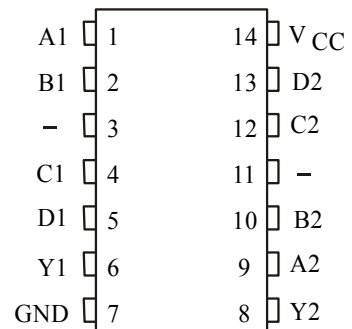 A1 1 14 VCC
B1 2 13 D2
– 3 12 C2
C1 4 11 –
D1 5 10 B2
Y1 6 9 A2
GND 7 8 Y2